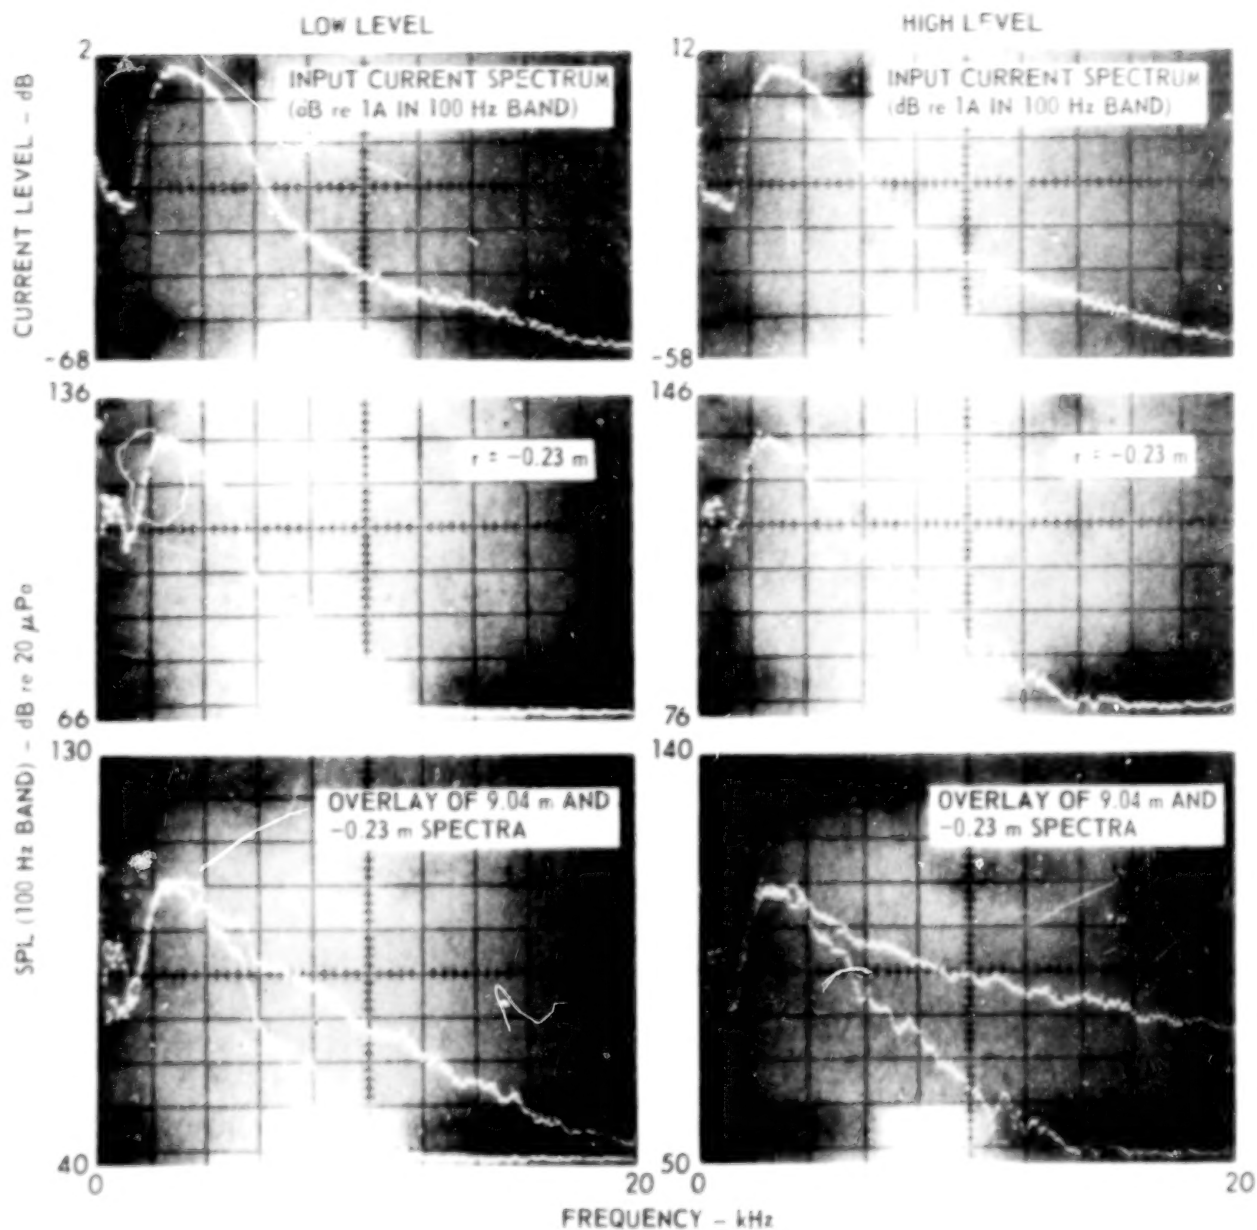 LOW LEVEL
HIGH LEVEL
CURRENT LEVEL - dB
2
-68
INPUT CURRENT SPECTRUM
(dB re 1A IN 100 Hz BAND)
12
-58
INPUT CURRENT SPECTRUM
(dB re 1A IN 100 Hz BAND)
SPL (100 Hz BAND) - dB re 20 µPa
136
66
r = -0.23 m
146
76
r = -0.23 m
130
40
OVERLAY OF 9.04 m AND
-0.23 m SPECTRA
140
50
OVERLAY OF 9.04 m AND
-0.23 m SPECTRA
0
20
0
20
FREQUENCY - kHz